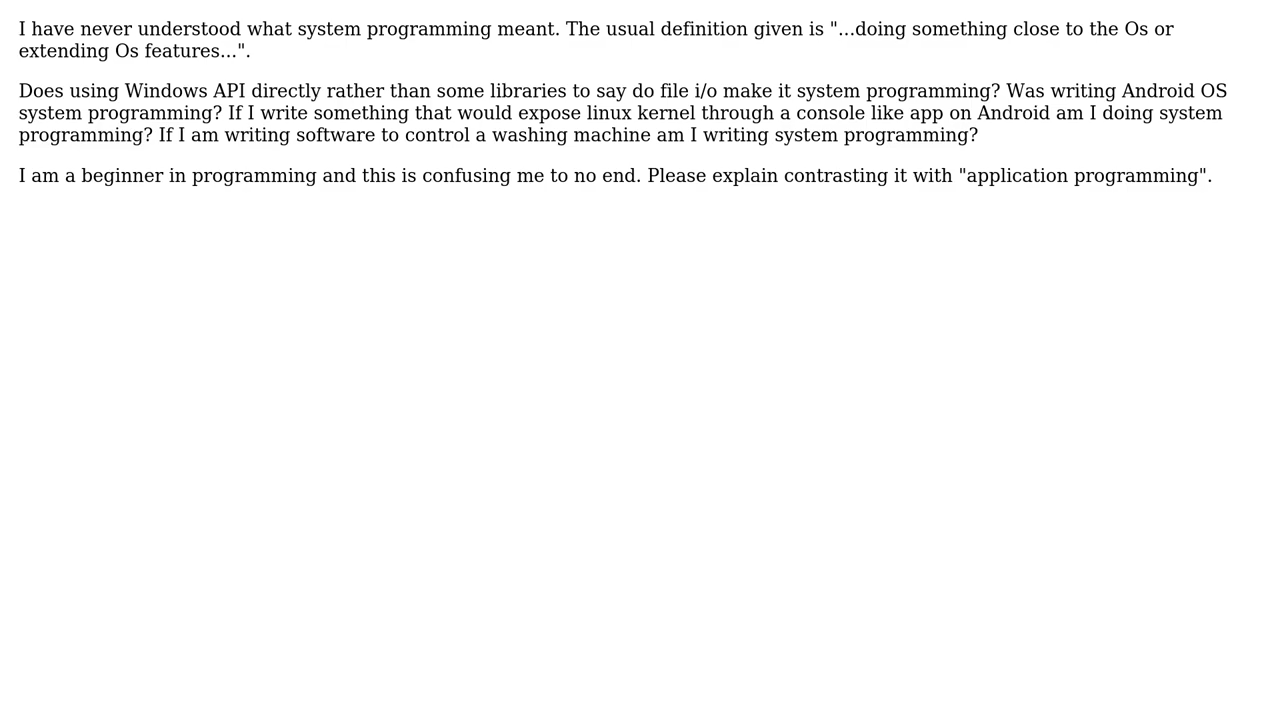 I have never understood what system programming meant. The usual definition given is "...doing something close to the Os or
extending Os features...".
Does using Windows API directly rather than some libraries to say do file i/o make it system programming? Was writing Android OS
system programming? If I write something that would expose linux kernel through a console like app on Android am I doing system
programming? If I am writing software to control a washing machine am I writing system programming?
I am a beginner in programming and this is confusing me to no end. Please explain contrasting it with "application programming".